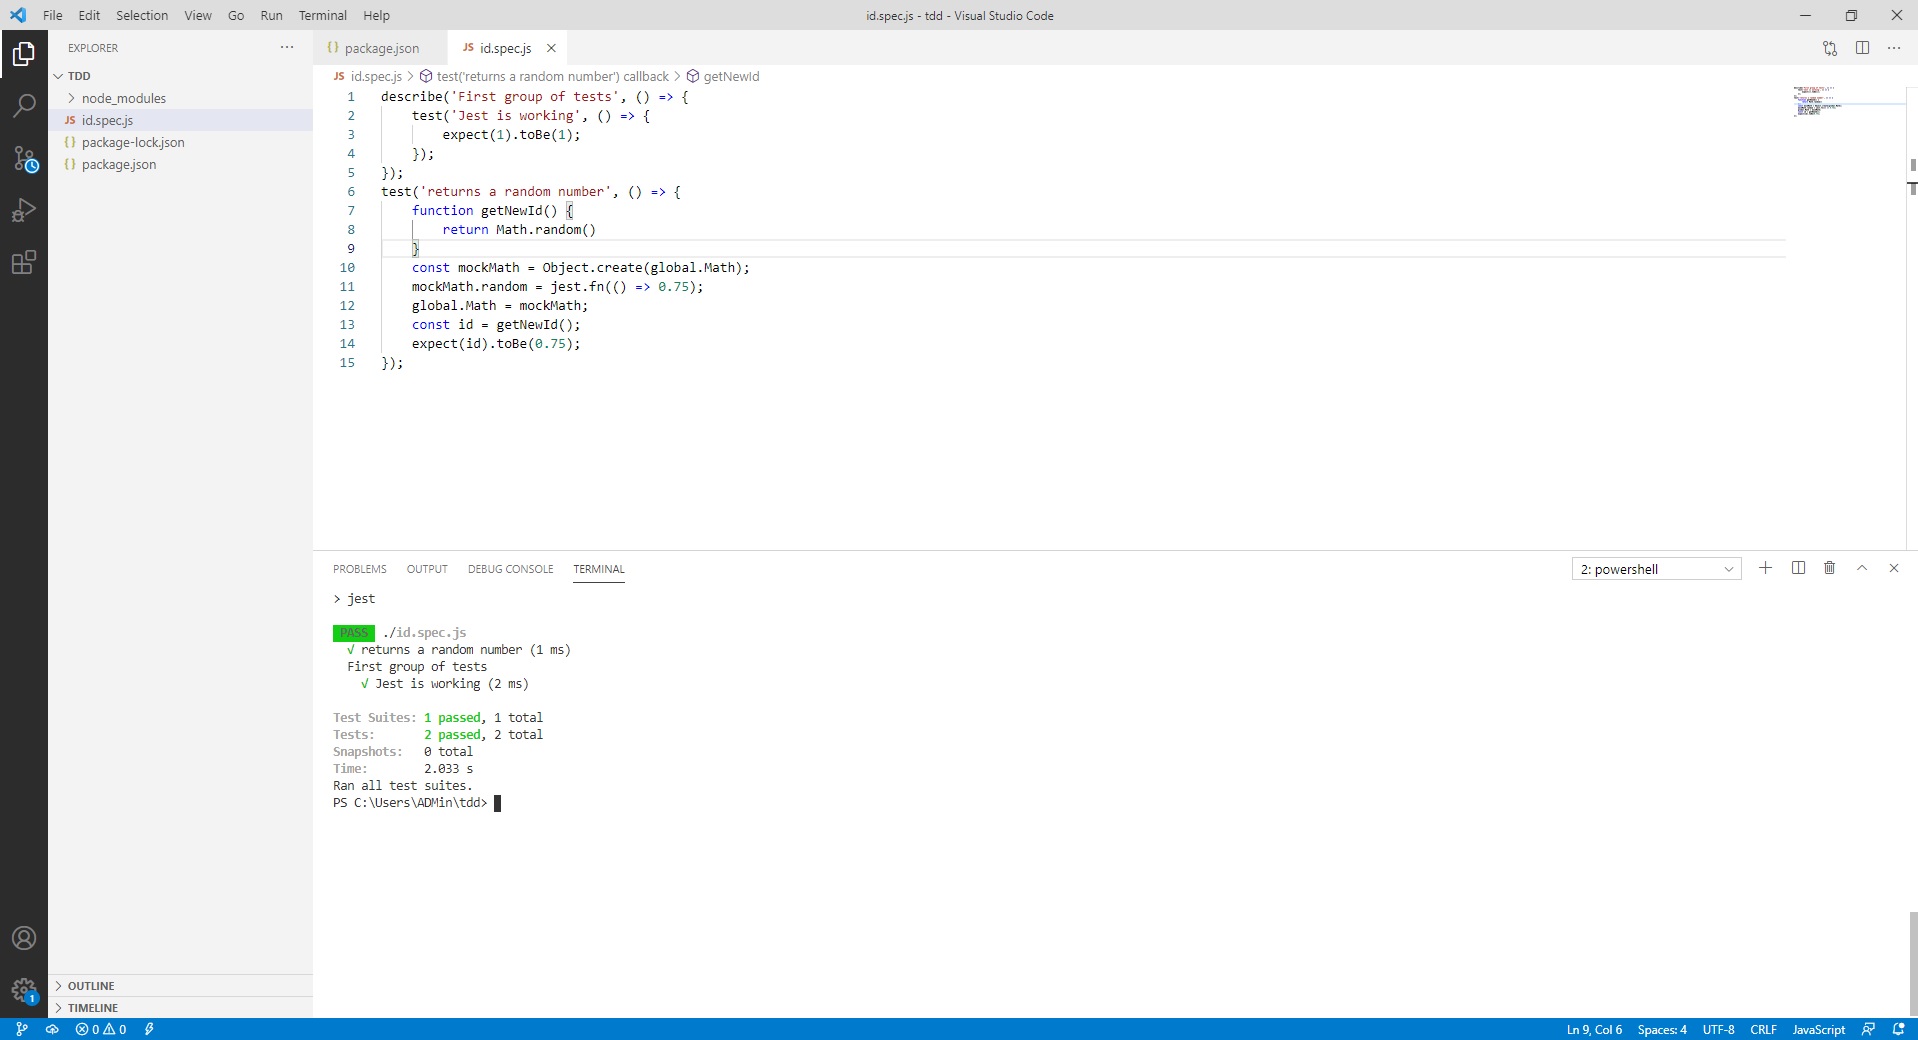 File Edit Selection View Go Run Terminal Help
id.spec.js - tdd - Visual Studio Code
EXPLORER
TDD
node_modules
JS id.spec.js
{} package-lock.json
{} package.json
{} package.json
JS id.spec.js
JS id.spec.js > test('returns a random number') callback > getNewId
1 describe('First group of tests', () => {
2 test('Jest is working', () => {
3 expect(1).toBe(1);
4 });
5 });
6 test('returns a random number', () => {
7 function getNewId() {
8 return Math.random()
9 }
10 const mockMath = Object.create(global.Math);
11 mockMath.random = jest.fn(() => 0.75);
12 global.Math = mockMath;
13 const id = getNewId();
14 expect(id).toBe(0.75);
15 });
PROBLEMS OUTPUT DEBUG CONSOLE TERMINAL
2: powershell
> jest
PASS ./id.spec.js
√ returns a random number (1 ms)
First group of tests
√ Jest is working (2 ms)
Test Suites: 1 passed, 1 total
Tests: 2 passed, 2 total
Snapshots: 0 total
Time: 2.033 s
Ran all test suites.
PS C:\Users\ADMin\tdd>
1
OUTLINE
TIMELINE
0 0
Ln 9, Col 6 Spaces: 4 UTF-8 CRLF JavaScript